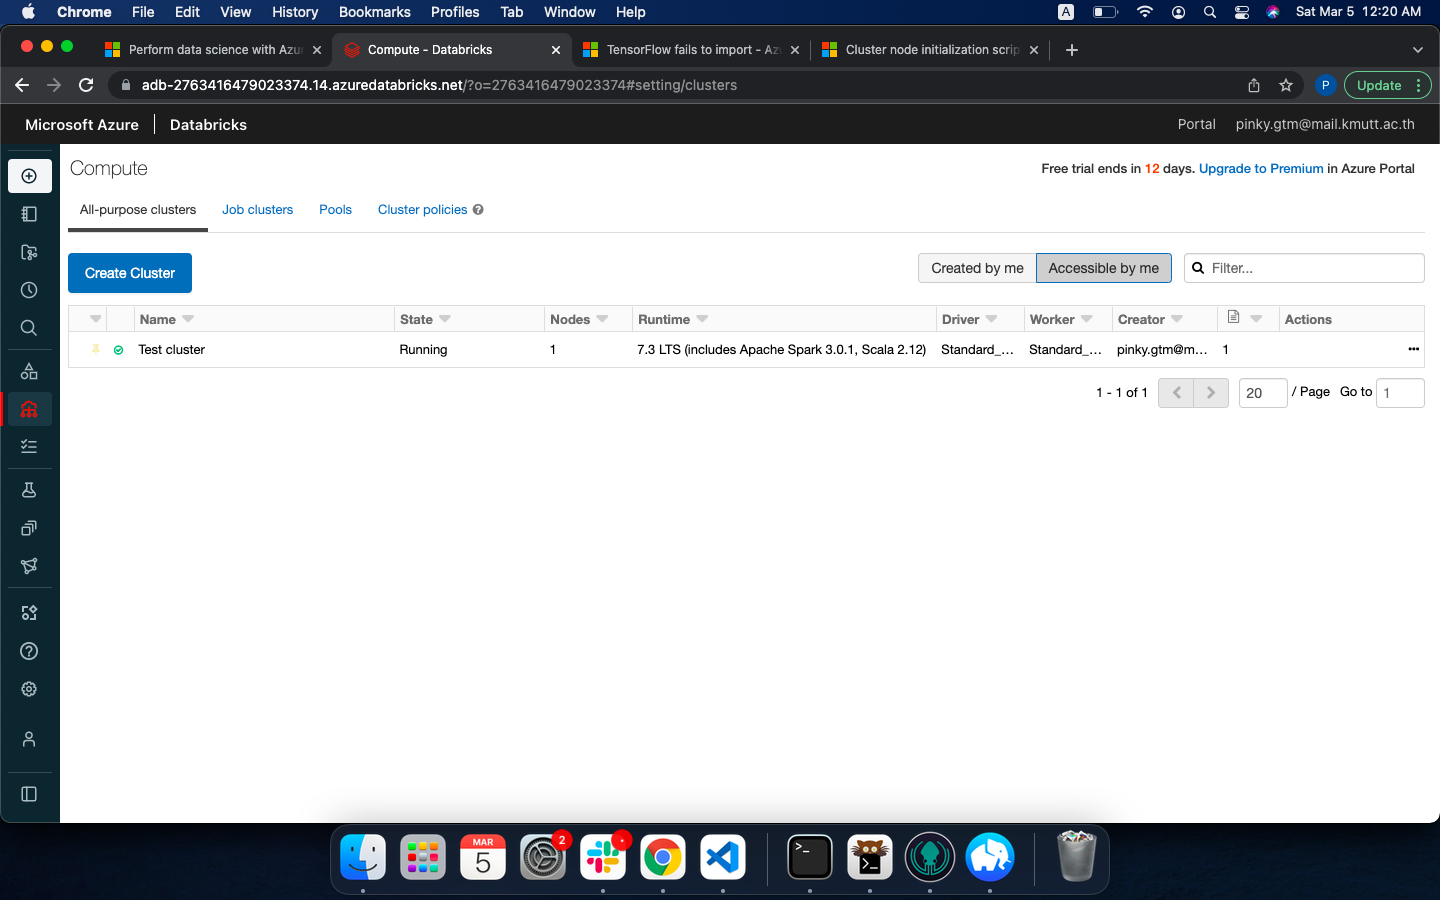 Chrome File Edit View History Bookmarks Profiles Tab Window Help A Sat Mar 5 12:20 AM
Perform data science with Azur Compute - Databricks TensorFlow fails to import - Az Cluster node initialization scrip
adb-2763416479023374.14.azuredatabricks.net/?o=2763416479023374#setting/clusters P Update
Microsoft Azure Databricks Portal pinky.gtm@mail.kmutt.ac.th
Compute Free trial ends in 12 days. Upgrade to Premium in Azure Portal
All-purpose clusters Job clusters Pools Cluster policies ?
Create Cluster Created by me Accessible by me Filter...
Name State Nodes Runtime Driver Worker Creator Actions
Test cluster Running 1 7.3 LTS (includes Apache Spark 3.0.1, Scala 2.12) Standard_... Standard_... pinky.gtm@m... 1 •••
1 - 1 of 1 20 / Page Go to 1
MAR 2
5